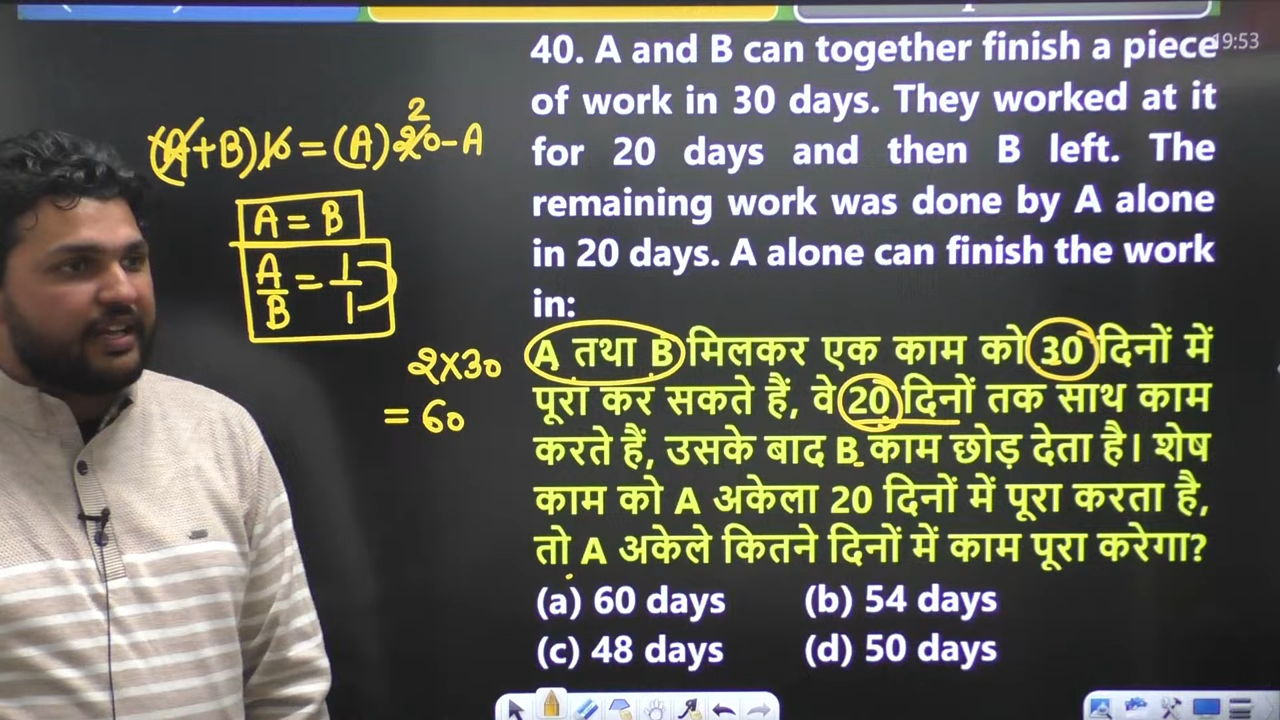 19:53
40. A and B can together finish a piece
of work in 30 days. They worked at it
for 20 days and then B left. The
remaining work was done by A alone
in 20 days. A alone can finish the work
in:
A तथा B मिलकर एक काम को 30 दिनों में
पूरा कर सकते हैं, वे 20 दिनों तक साथ काम
करते हैं, उसके बाद B काम छोड़ देता है। शेष
काम को A अकेला 20 दिनों में पूरा करता है,
तो A अकेले कितने दिनों में काम पूरा करेगा?
(a) 60 days (b) 54 days
(c) 48 days (d) 50 days
(A+B)10 = (A)20-A
2
A = B
A/B = 1/1
2×30
= 60